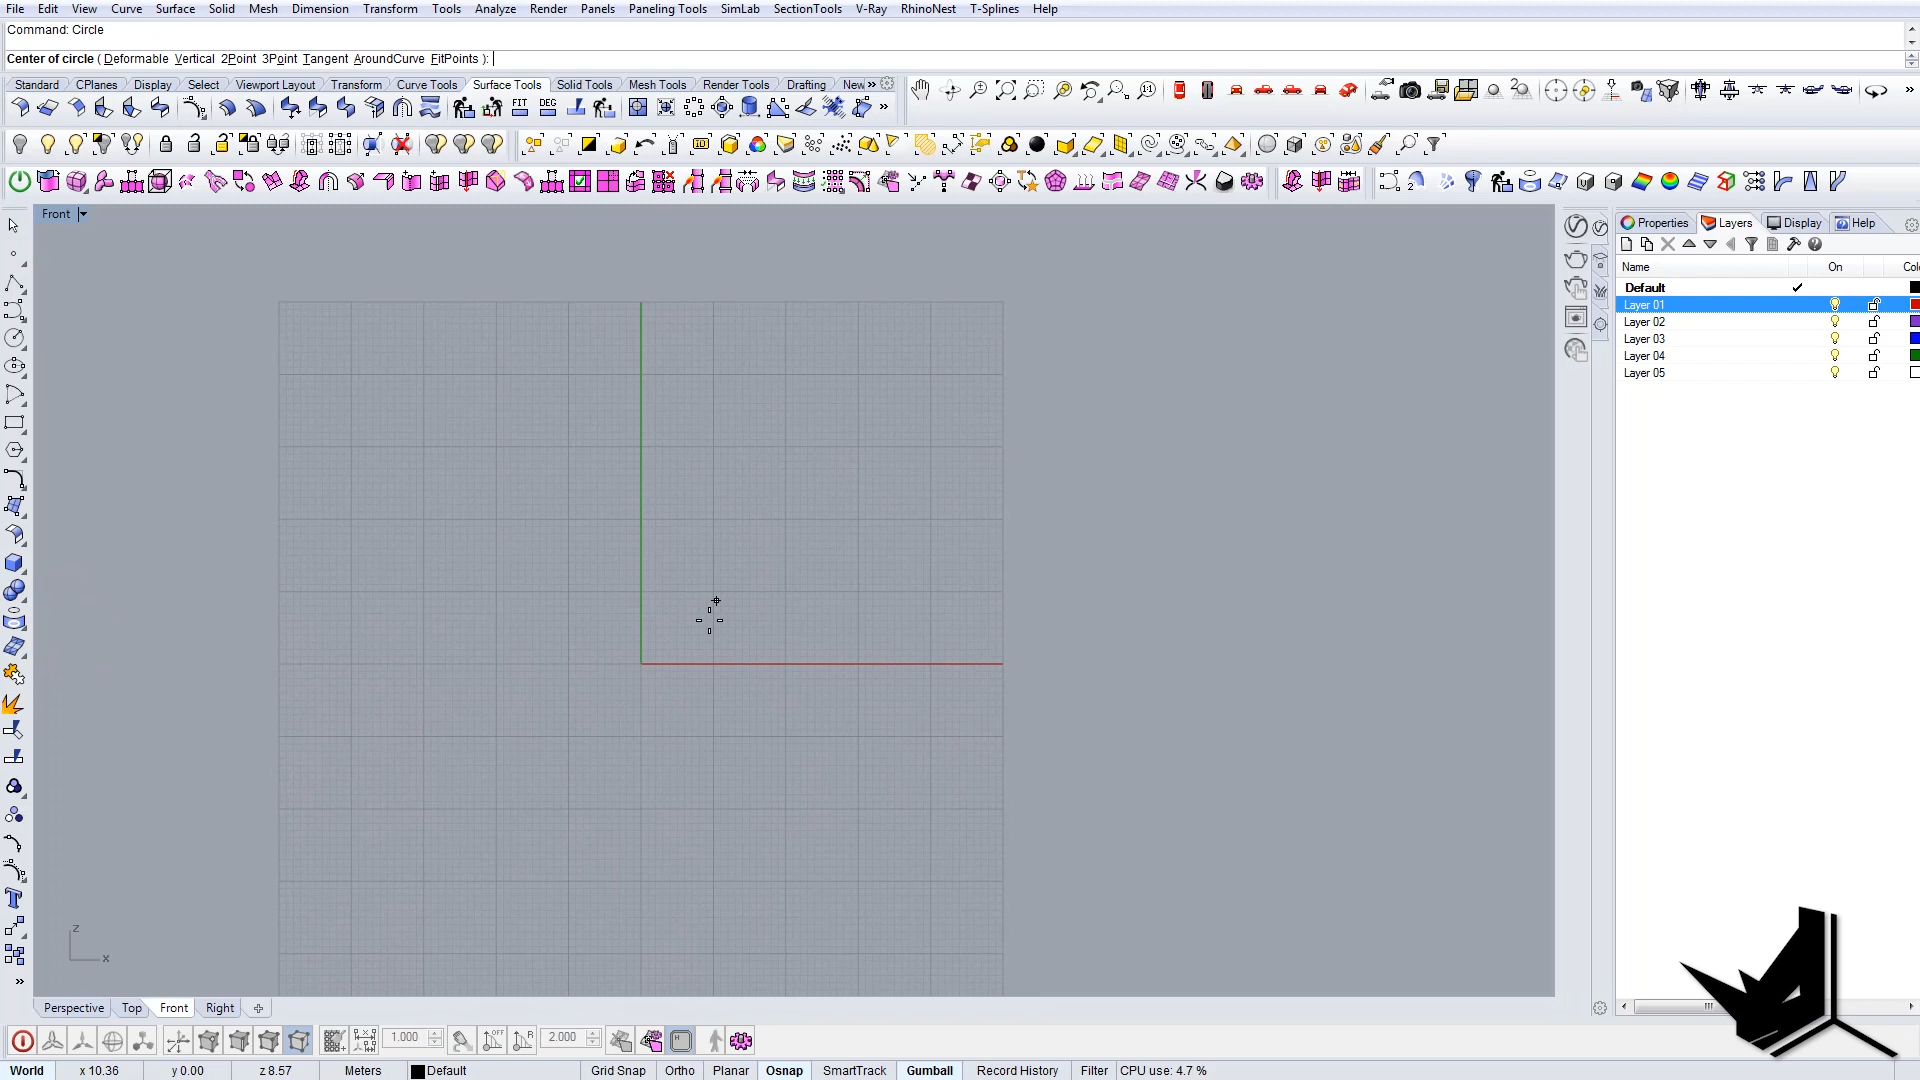 File Edit View Curve Surface Solid Mesh Dimension Transform Tools Analyze Render Panels Paneling Tools SimLab SectionTools V-Ray RhinoNest T-Splines Help
Command: Circle
Center of circle ( Deformable Vertical 2Point 3Point Tangent AroundCurve FitPoints ):
Standard CPlanes Display Select Viewport Layout Transform Curve Tools Surface Tools Solid Tools Mesh Tools Render Tools Drafting New »
FIT DEG
ID
Front
Properties Layers Display Help
Name On Colo
Default
Layer 01
Layer 02
Layer 03
Layer 04
Layer 05
z
x
Perspective Top Front Right
1.000 OFF R 2.000 H
World x 10.36 y 0.00 z 8.57 Meters Default Grid Snap Ortho Planar Osnap SmartTrack Gumball Record History Filter CPU use: 4.7 %